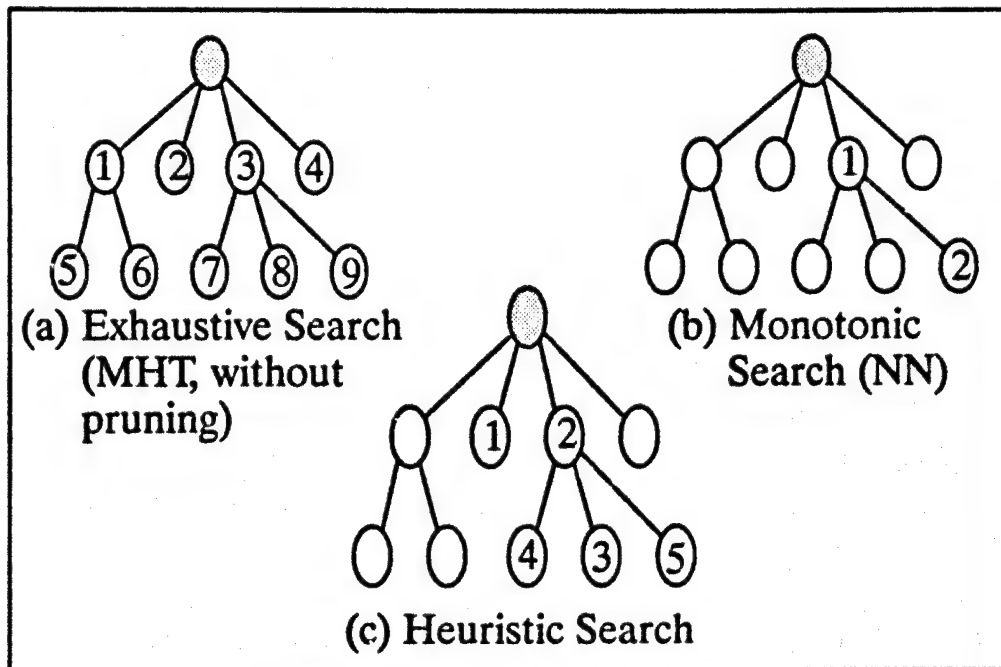 1 2 3 4
5 6 7 8 9
(a) Exhaustive Search
(MHT, without
pruning)
1
2
(b) Monotonic
Search (NN)
1 2
4 3 5
(c) Heuristic Search